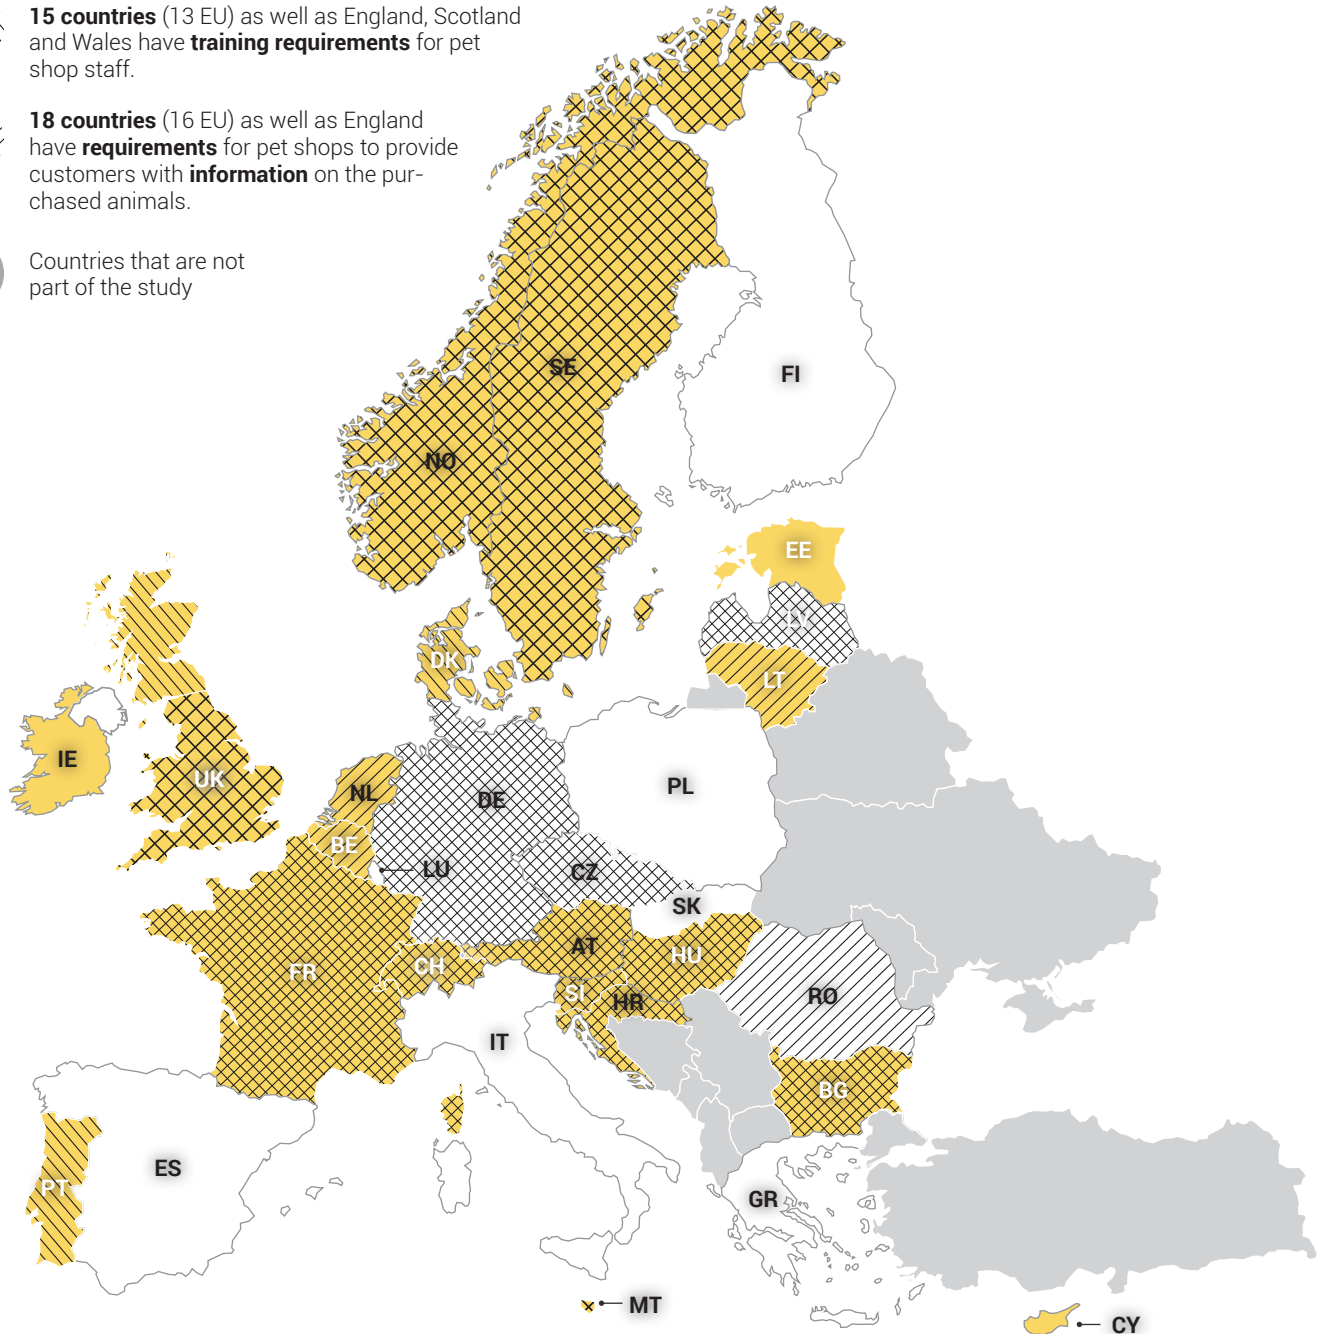 15 countries (13 EU) as well as England, Scotland
and Wales have training requirements for pet
shop staff.
18 countries (16 EU) as well as England
have requirements for pet shops to provide
customers with information on the pur-
chased animals.
Countries that are not
part of the study
SE
FI
NO
EE
LV
DK
LT
IE
UK
NL
DE
PL
BE
LU
CZ
SK
AT
HU
FR
CH
SI
HR
RO
IT
BG
ES
PT
GR
MT
CY